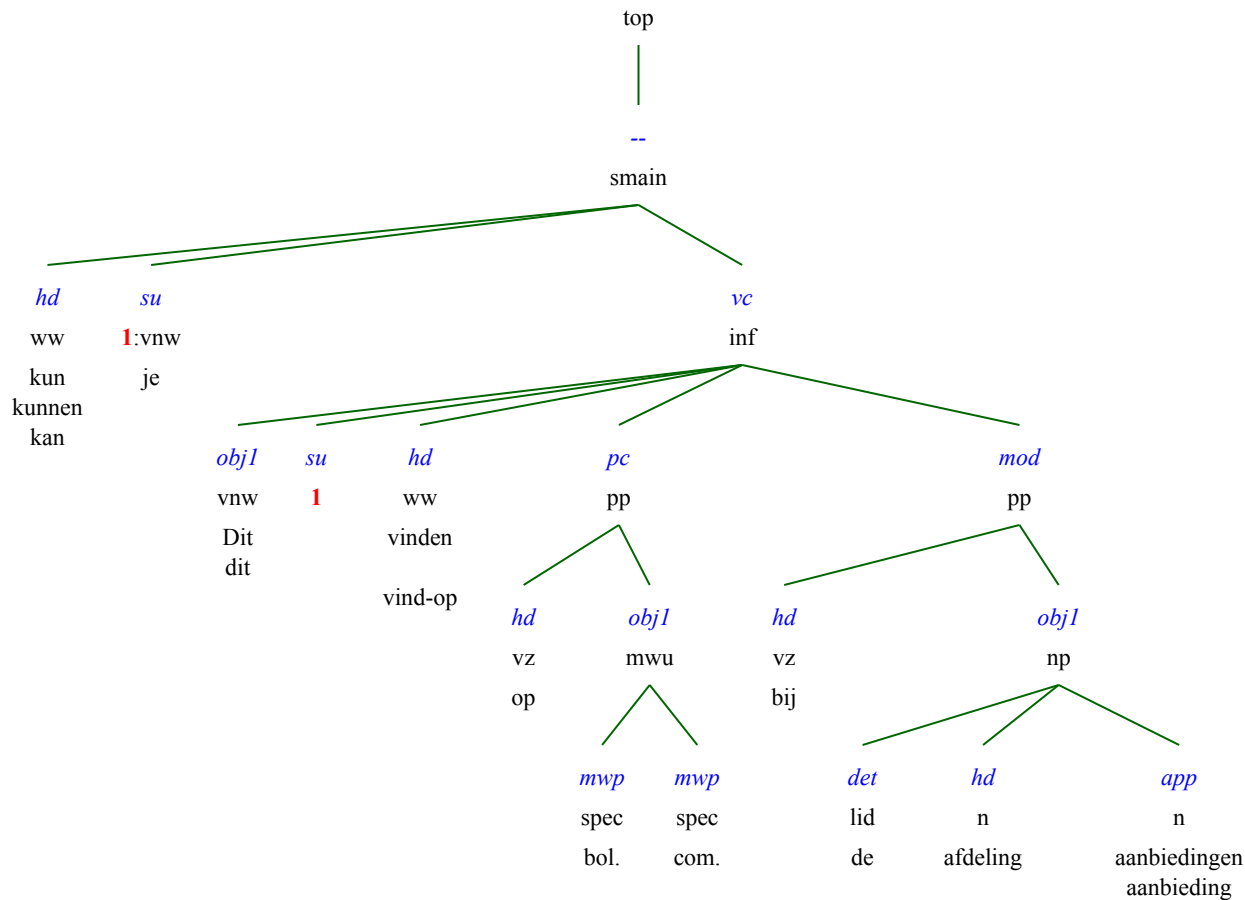 top
--
smain
hd su vc
ww 1:vnw inf
kun je
kunnen
kan
obj1 su hd pc mod
vnw 1 ww pp pp
Dit vinden
dit
vind-op
hd obj1 hd obj1
vz mwu vz np
op bij
mwp mwp det hd app
spec spec lid n n
bol. com. de afdeling aanbiedingen
aanbieding